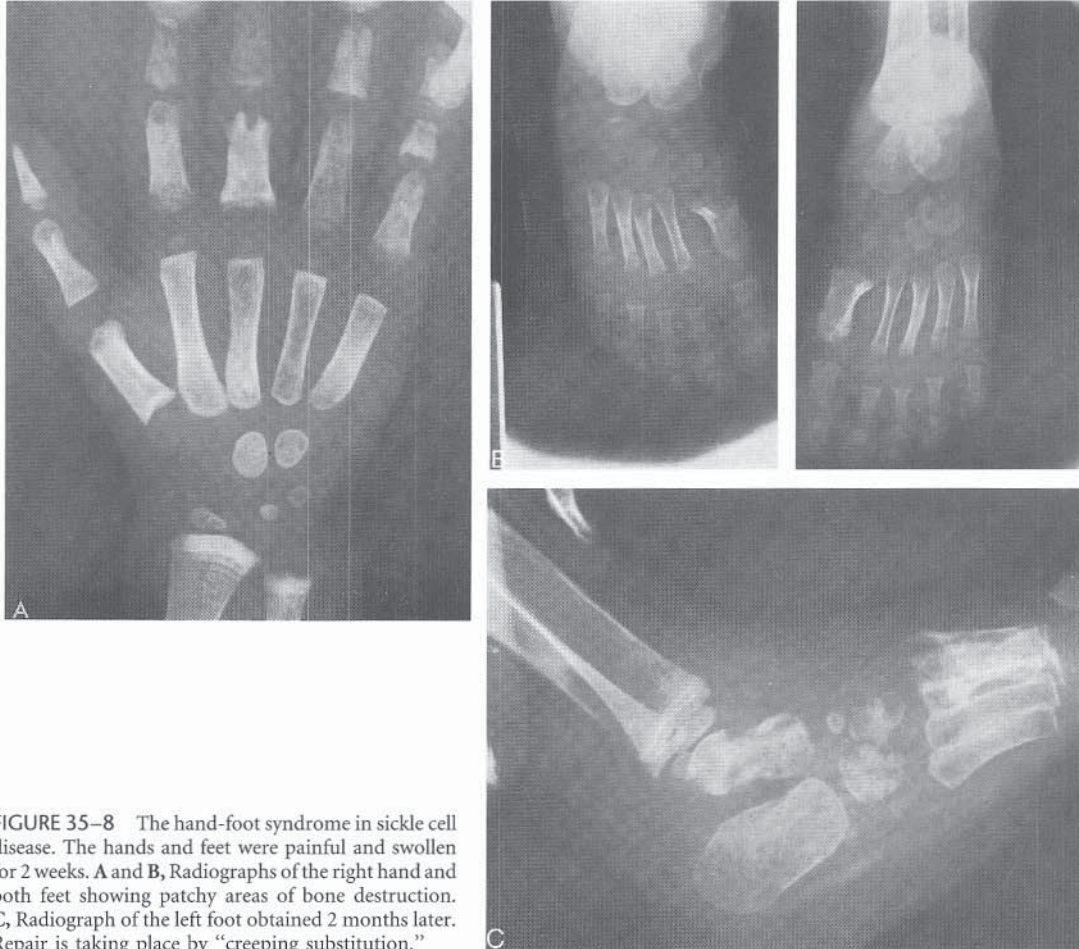 A
B
FIGURE 35–8 The hand-foot syndrome in sickle cell
disease. The hands and feet were painful and swollen
for 2 weeks. A and B, Radiographs of the right hand and
both feet showing patchy areas of bone destruction.
C, Radiograph of the left foot obtained 2 months later.
Repair is taking place by “creeping substitution.”
C